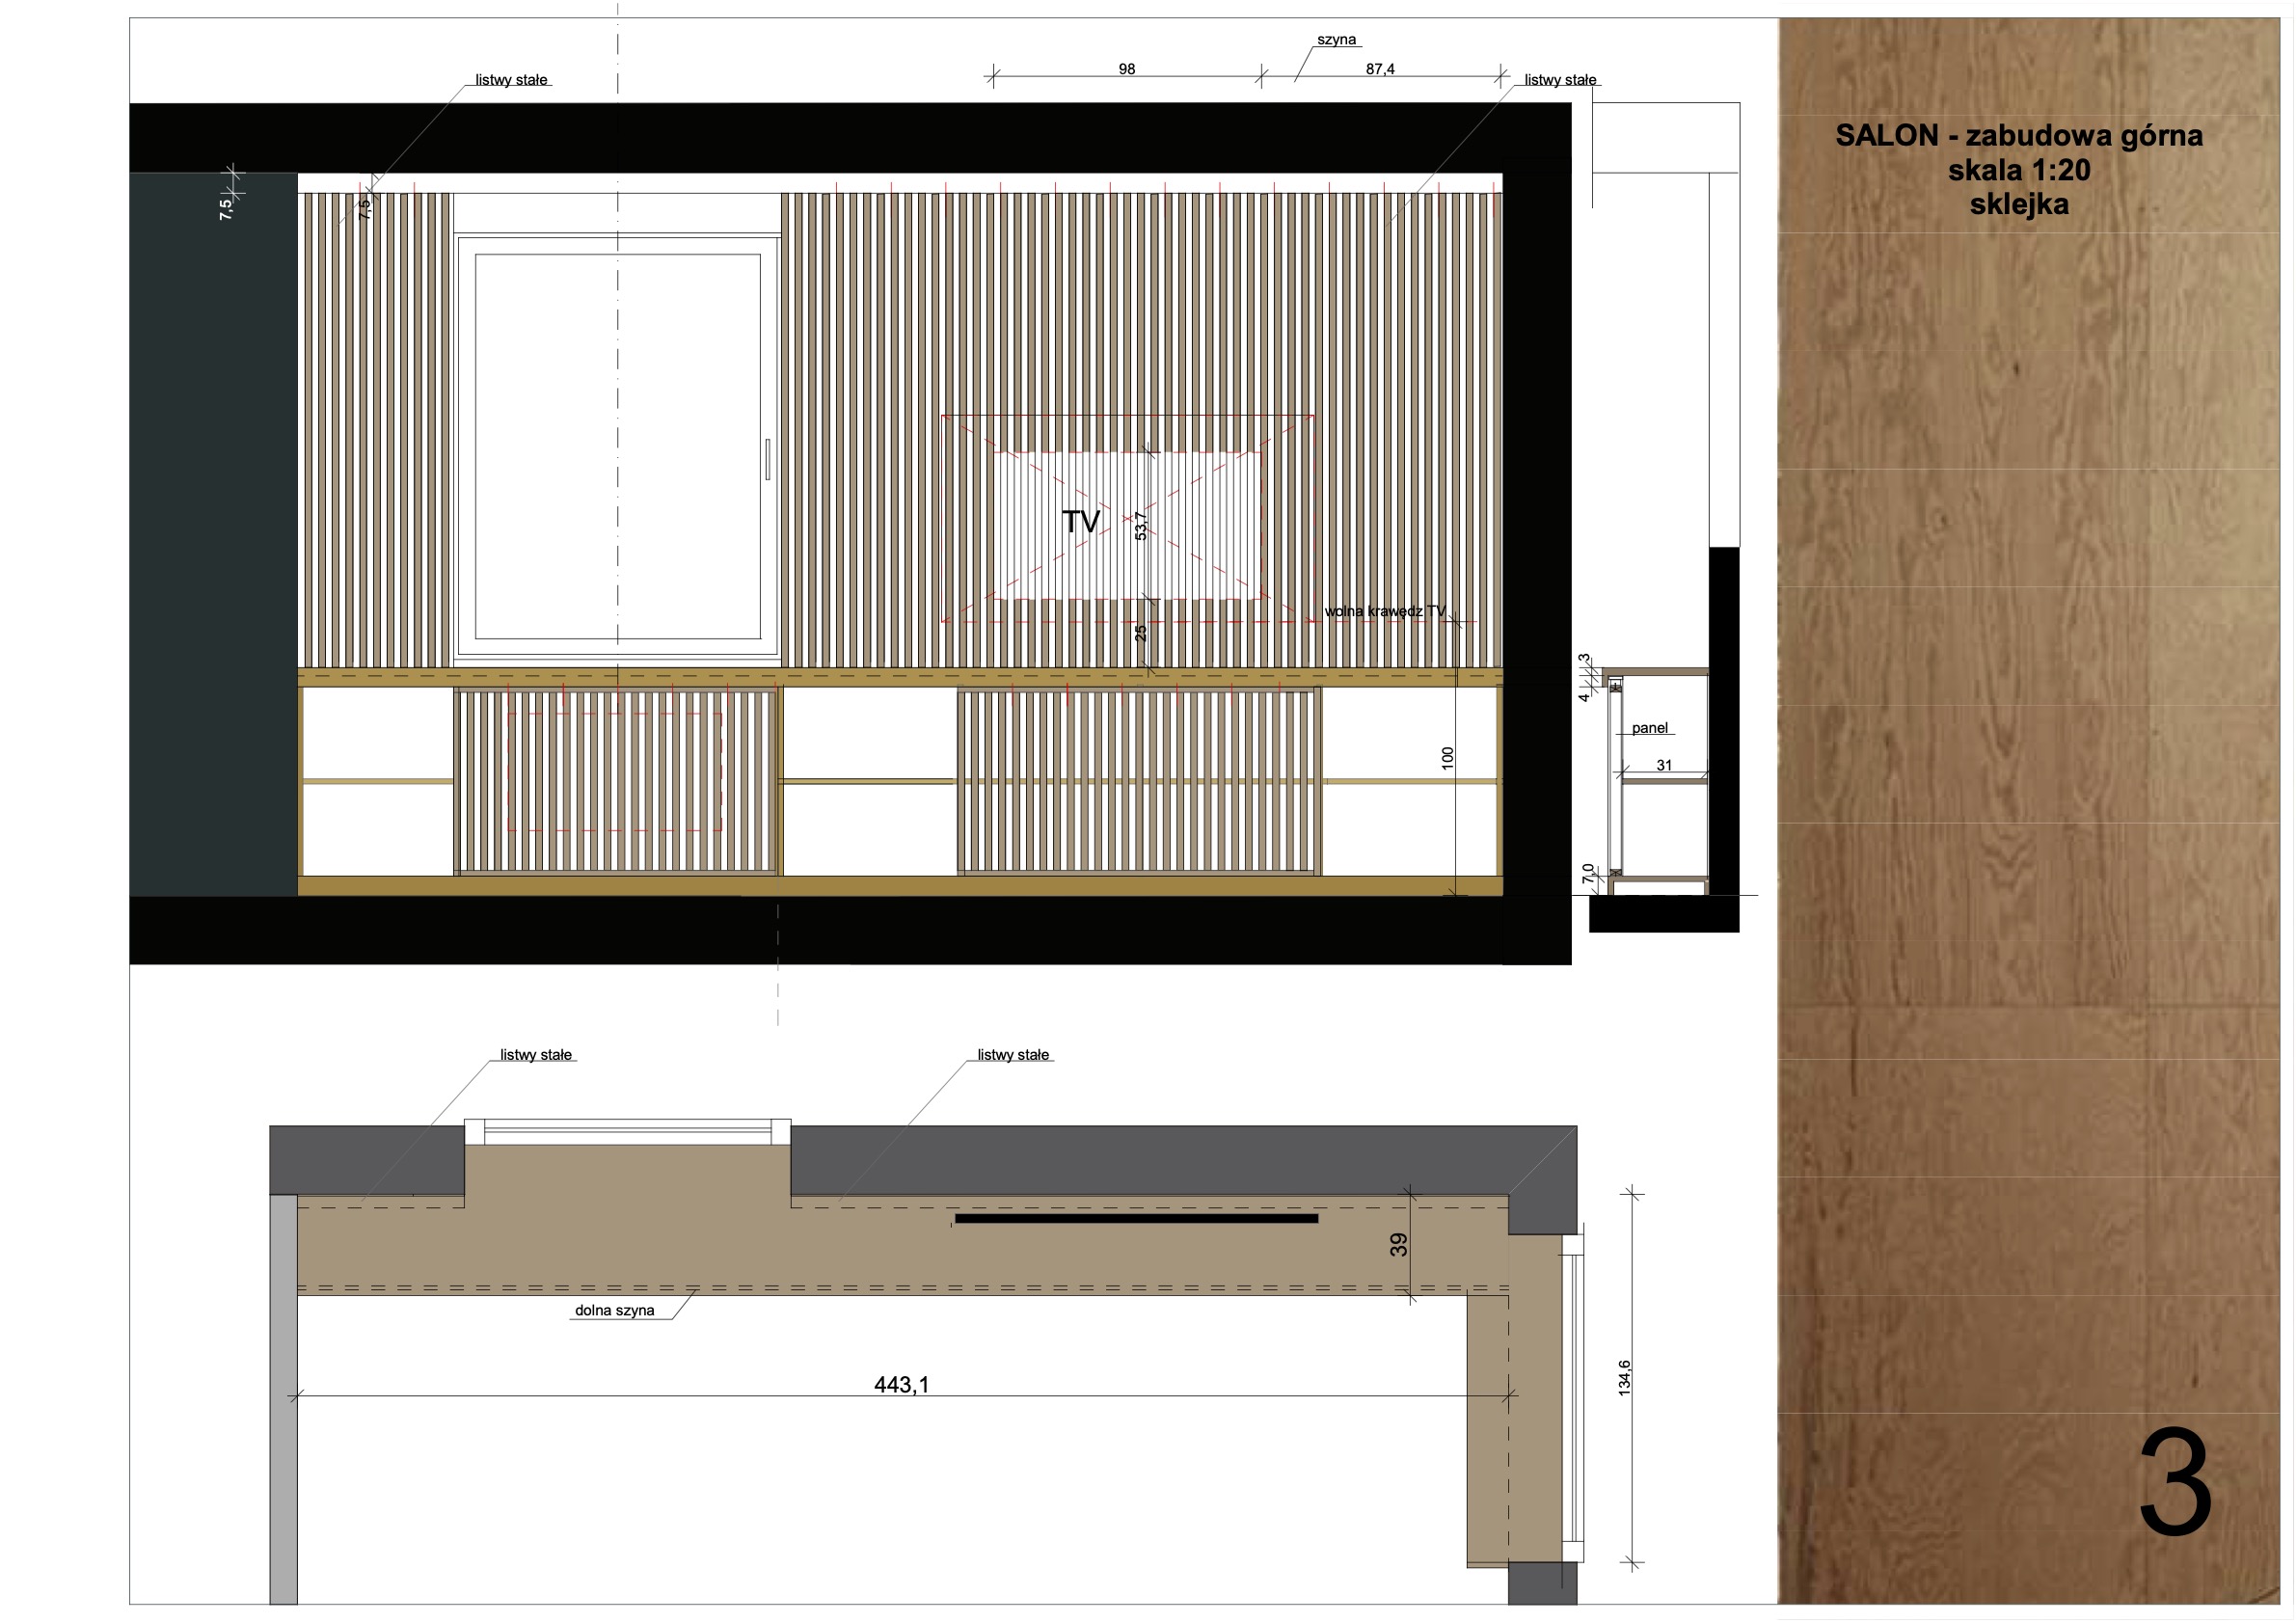 szyna
98
87,4
listwy stałe
listwy stałe
SALON - zabudowa górna
skala 1:20
sklejka
7,5
7,5
TV
53,7
wolna krawędz TV
25
3
4
panel
100
31
7,0
listwy stałe
listwy stałe
39
dolna szyna
443,1
134,6
3